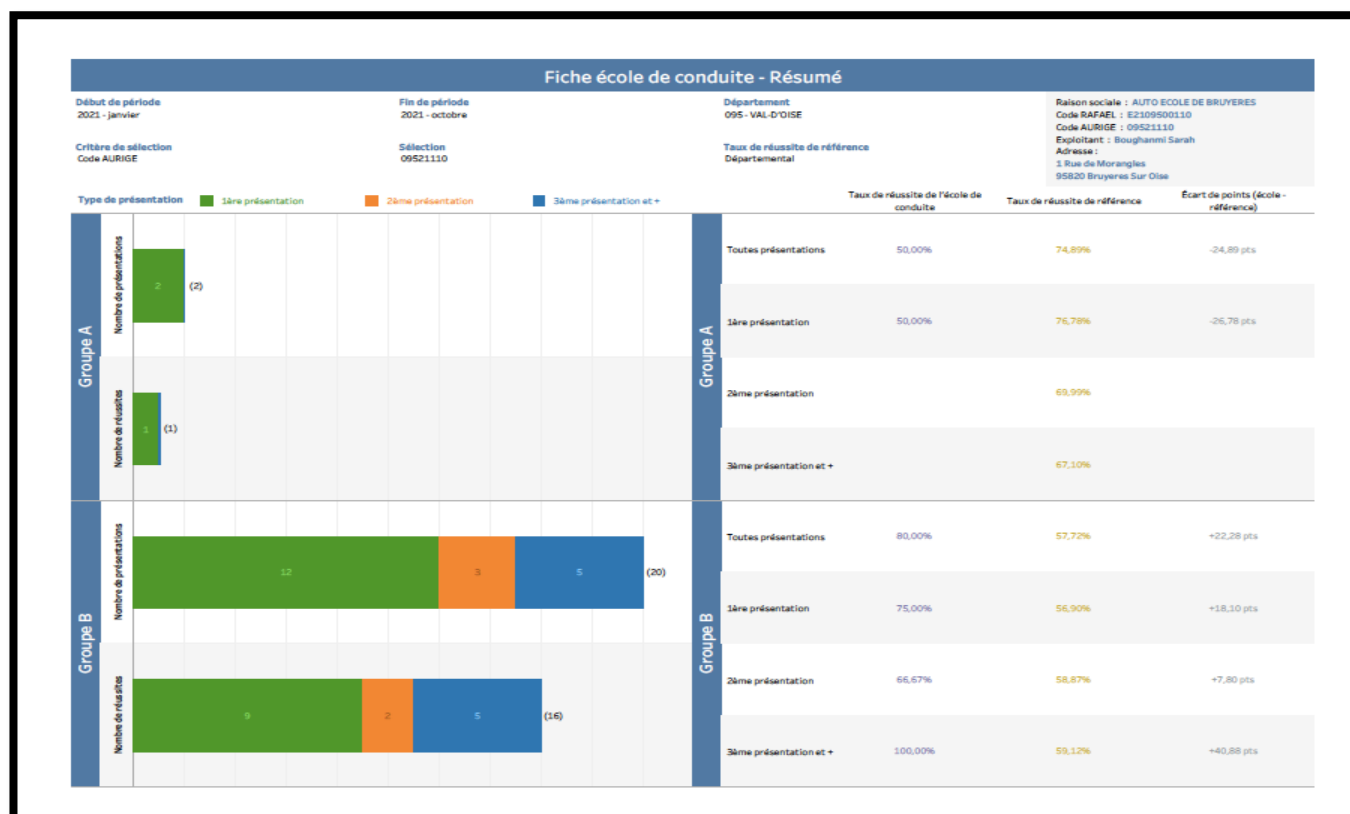 Fiche école de conduite - Résumé
Début de période
2021 - janvier
Fin de période
2021 - octobre
Département
095 - VAL-D'OISE
Raison sociale : AUTO ECOLE DE BRUYERES
Code RAFAEL : E2109500110
Code AURIGE : 09521110
Exploitant : Boughanmi Sarah
Adresse :
1 Rue de Morangles
95820 Bruyeres Sur Oise
Critère de sélection
Code AURIGE
Sélection
09521110
Taux de réussite de référence
Départemental
Type de présentation
1ère présentation
2ème présentation
3ème présentation et +
Taux de réussite de l'école de
conduite
Taux de réussite de référence
Écart de points (école -
référence)
Groupe A
Nombre de présentations
2
(2)
Nombre de réussites
1
(1)
Groupe A
Toutes présentations 50,00% 74,89% -24,89 pts
1ère présentation 50,00% 76,78% -26,78 pts
2ème présentation 69,99%
3ème présentation et + 67,10%
Groupe B
Nombre de présentations
12 3 5 (20)
Nombre de réussites
9 2 5 (16)
Groupe B
Toutes présentations 80,00% 57,72% +22,28 pts
1ère présentation 75,00% 56,90% +18,10 pts
2ème présentation 66,67% 58,87% +7,80 pts
3ème présentation et + 100,00% 59,12% +40,88 pts